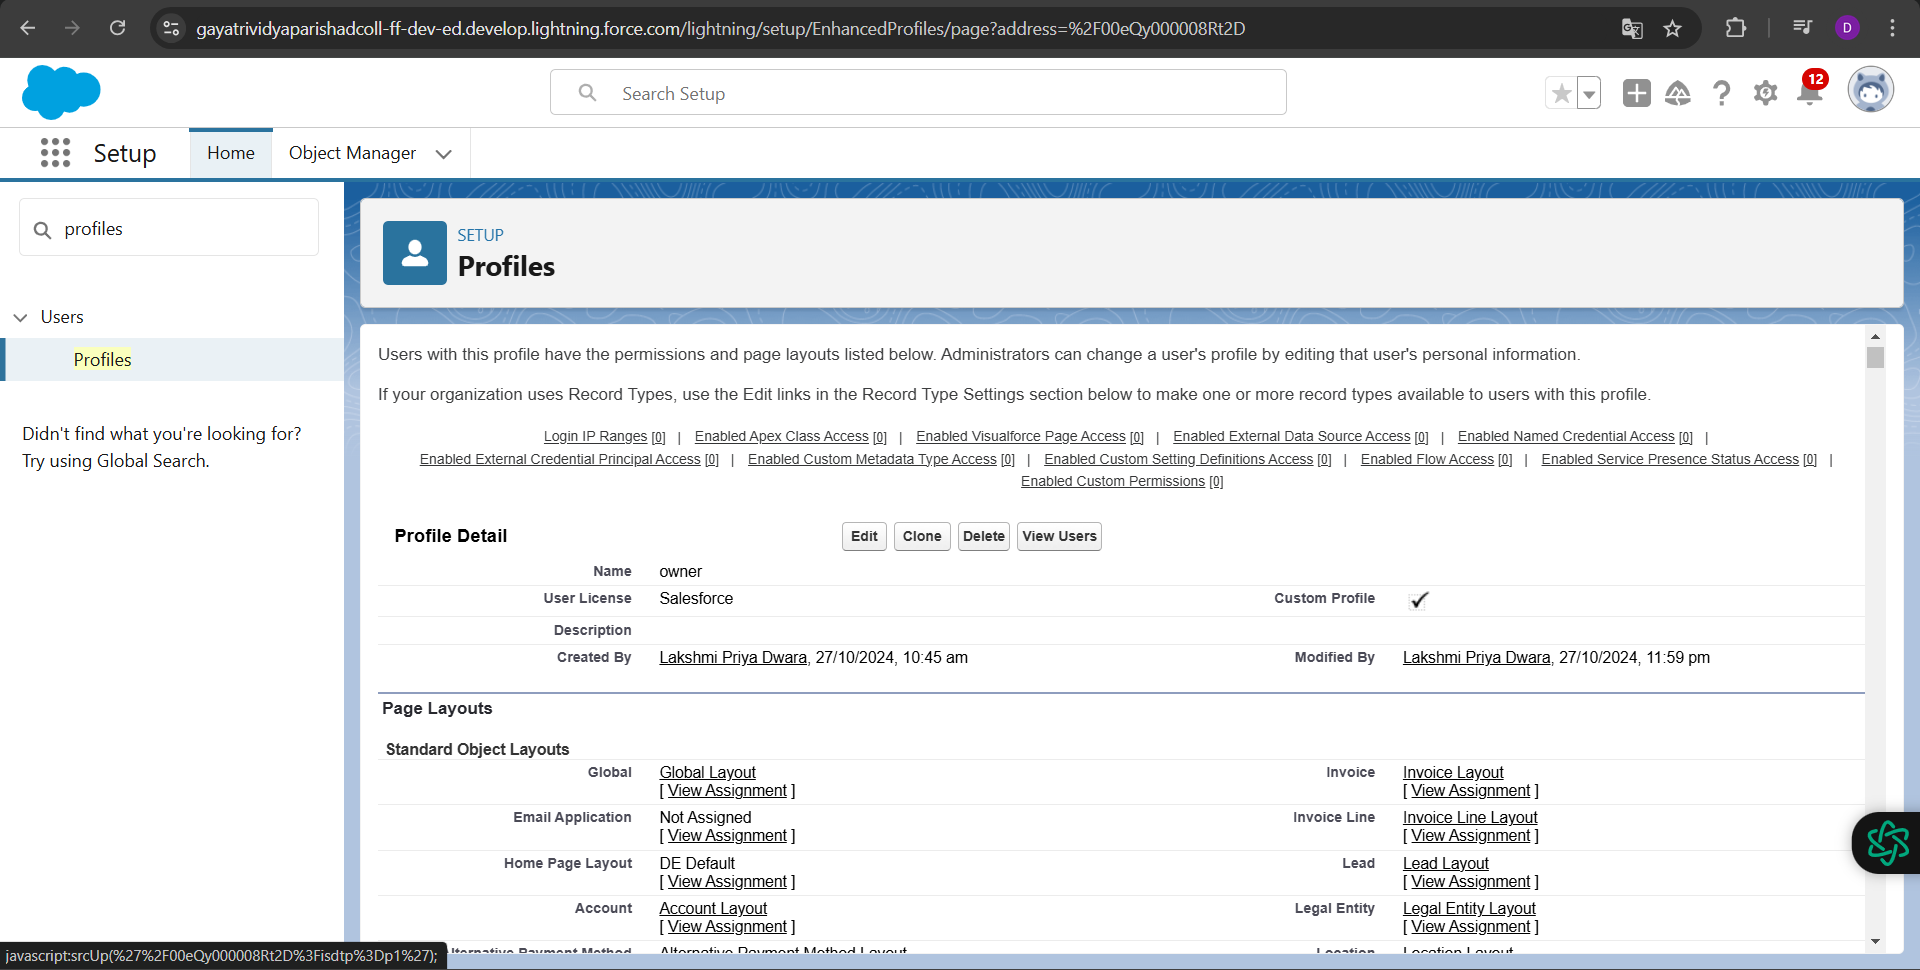 gayatrividyaparishadcoll-ff-dev-ed.develop.lightning.force.com/lightning/setup/EnhancedProfiles/page?address=%2F00eQy000008Rt2D
D
Search Setup
12
Setup
Home
Object Manager
profiles
Users
Profiles
Didn't find what you're looking for?
Try using Global Search.
SETUP
Profiles
Users with this profile have the permissions and page layouts listed below. Administrators can change a user's profile by editing that user's personal information.
If your organization uses Record Types, use the Edit links in the Record Type Settings section below to make one or more record types available to users with this profile.
Login IP Ranges [0] | Enabled Apex Class Access [0] | Enabled Visualforce Page Access [0] | Enabled External Data Source Access [0] | Enabled Named Credential Access [0] |
Enabled External Credential Principal Access [0] | Enabled Custom Metadata Type Access [0] | Enabled Custom Setting Definitions Access [0] | Enabled Flow Access [0] | Enabled Service Presence Status Access [0] |
Enabled Custom Permissions [0]
Profile Detail
Edit Clone Delete View Users
Name owner
User License Salesforce Custom Profile
Description
Created By Lakshmi Priya Dwara, 27/10/2024, 10:45 am Modified By Lakshmi Priya Dwara, 27/10/2024, 11:59 pm
Page Layouts
Standard Object Layouts
Global Global Layout Invoice Invoice Layout
[ View Assignment ] [ View Assignment ]
Email Application Not Assigned Invoice Line Invoice Line Layout
[ View Assignment ] [ View Assignment ]
Home Page Layout DE Default Lead Lead Layout
[ View Assignment ] [ View Assignment ]
Account Account Layout Legal Entity Legal Entity Layout
[ View Assignment ] [ View Assignment ]
lternative Payment Method Alternative Payment Method Layout Location Location Layout
javascript:srcUp(%27%2F00eQy000008Rt2D%3Fisdtp%3Dp1%27);